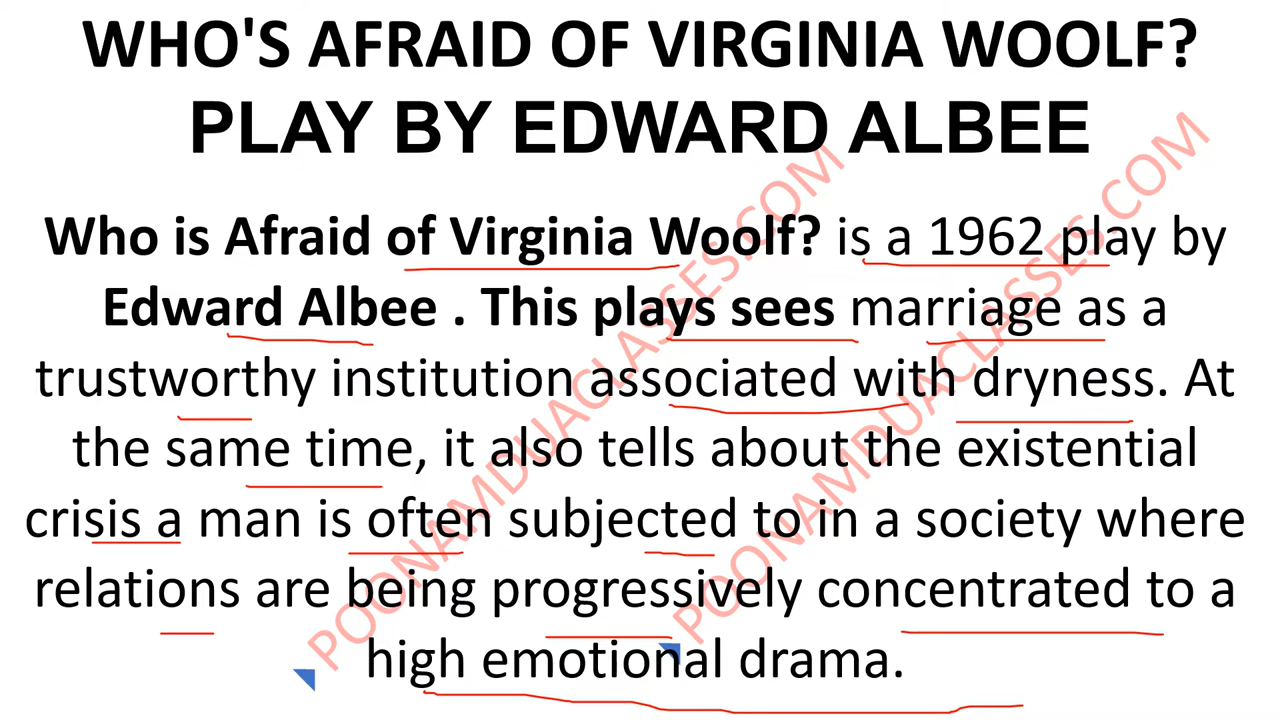 WHO'S AFRAID OF VIRGINIA WOOLF?
PLAY BY EDWARD ALBEE
Who is Afraid of Virginia Woolf? is a 1962 play by
Edward Albee . This plays sees marriage as a
trustworthy institution associated with dryness. At
the same time, it also tells about the existential
crisis a man is often subjected to in a society where
relations are being progressively concentrated to a
high emotional drama.
POONAMDUACLASSES.COM
POONAMDUACLASSES.COM